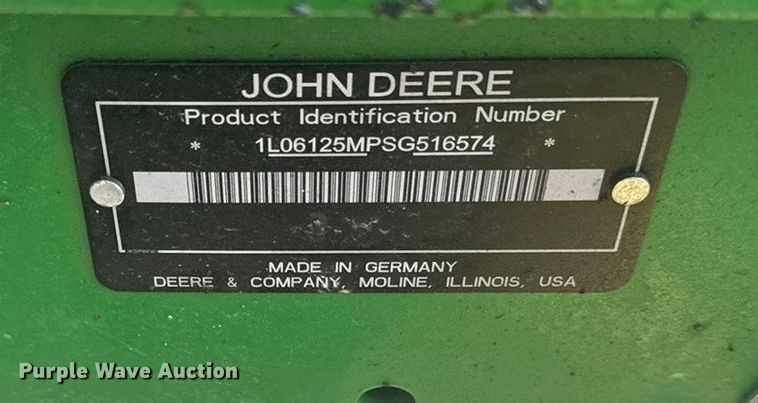 JOHN DEERE
Product Identification Number
* 1L06125MPSG516574 *
MADE IN GERMANY
DEERE & COMPANY, MOLINE, ILLINOIS, USA
Purple Wave Auction